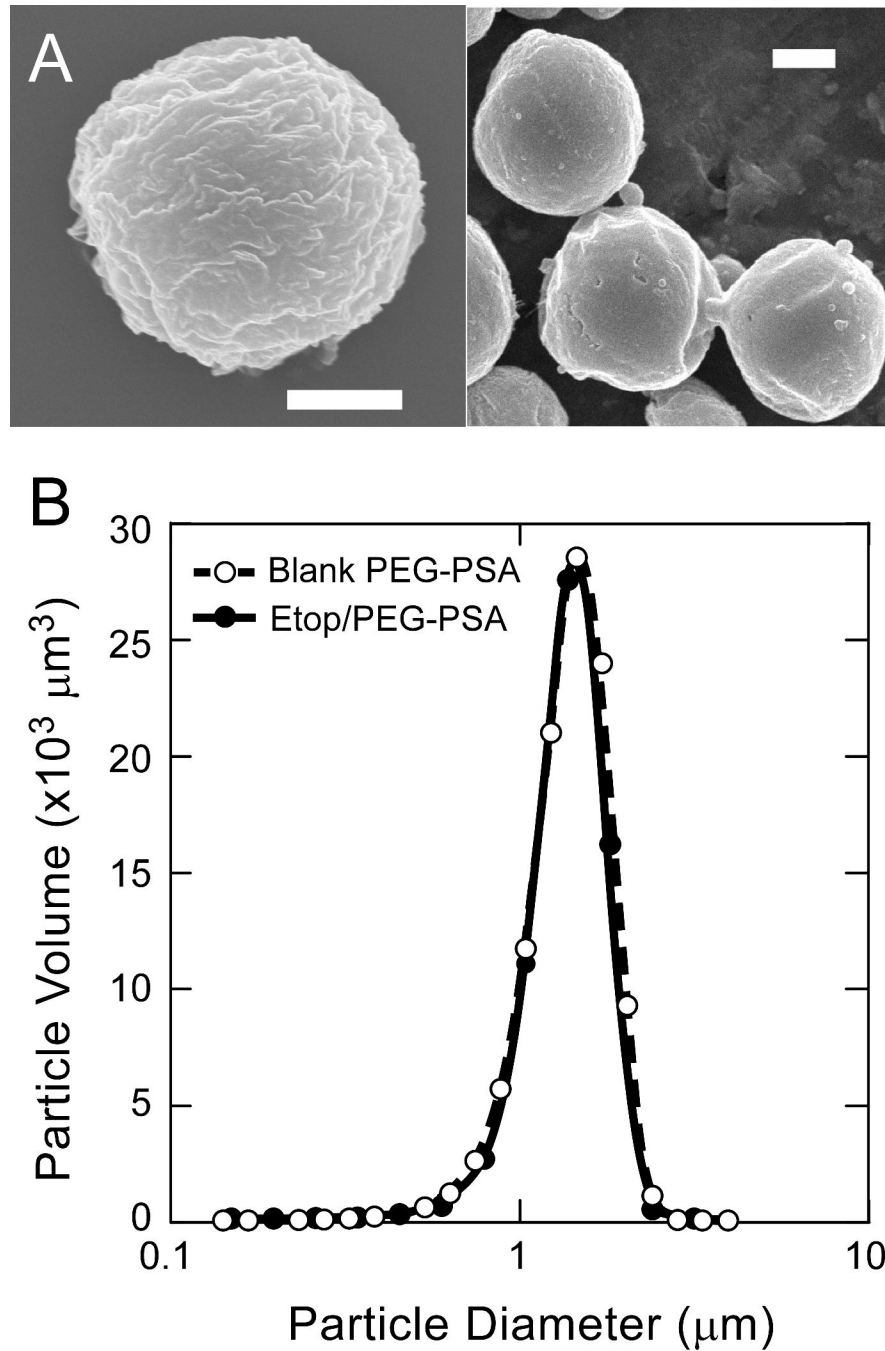 A
B
30
25
20
15
10
5
0
Particle Volume (x10³ μm³)
Blank PEG-PSA
Etop/PEG-PSA
0.1
1
10
Particle Diameter (μm)